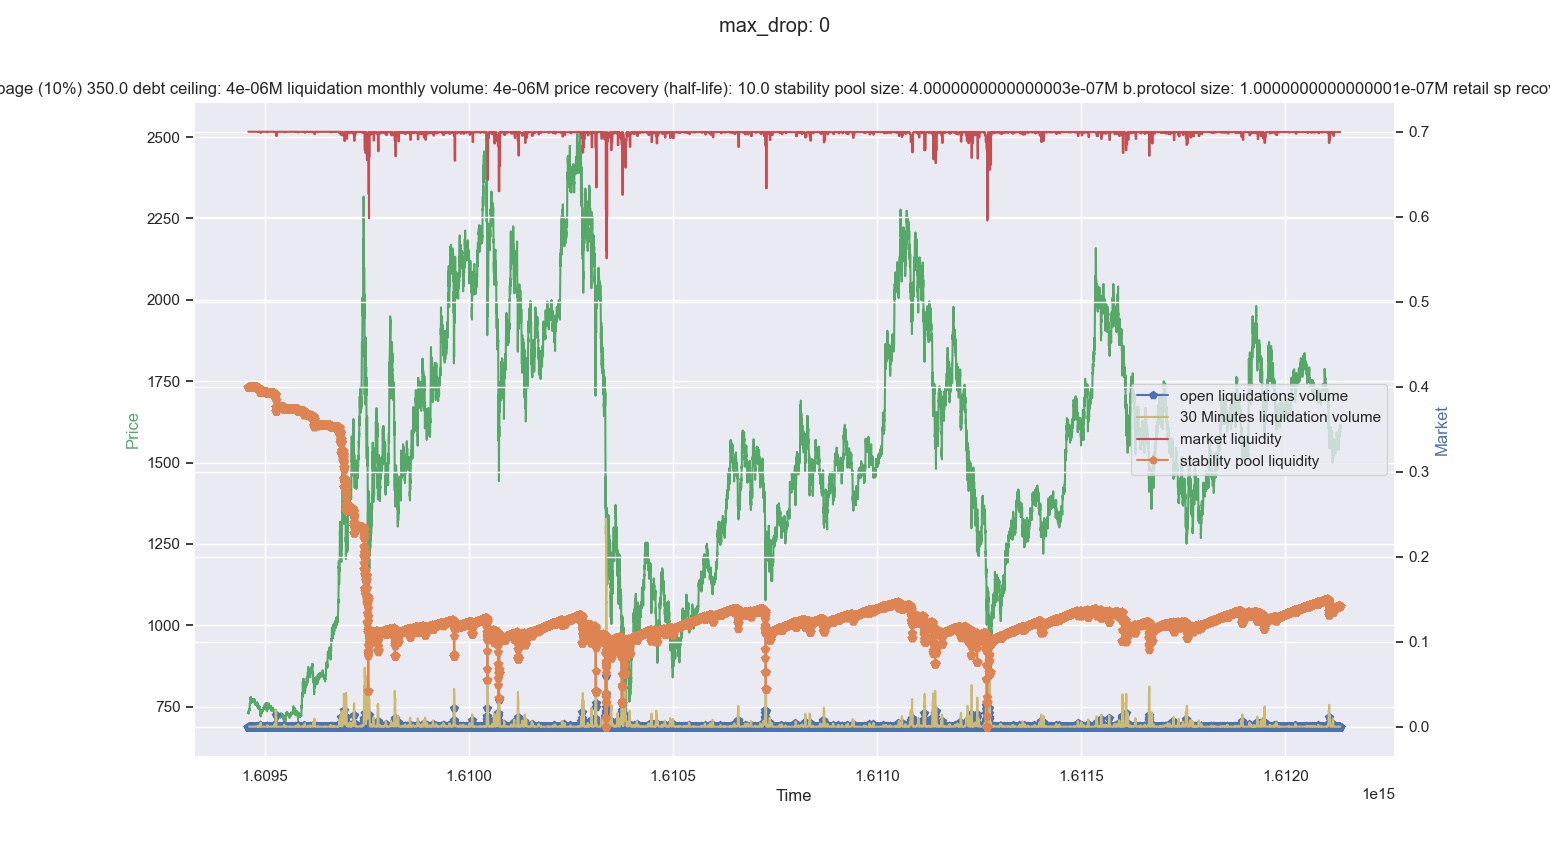 max_drop: 0
(10%) 350.0 debt ceiling: 4e-06M liquidation monthly volume: 4e-06M price recovery (half-life): 10.0 stability pool size: 4.0000000000000003e-07M b.protocol size: 1.0000000000000001e-07M retail sp
2500
2250
2000
1750
1500
1250
1000
750
Price
0.7
0.6
0.5
0.4
0.3
0.2
0.1
0.0
Market
open liquidations volume
30 Minutes liquidation volume
market liquidity
stability pool liquidity
1.6095 1.6100 1.6105 1.6110 1.6115 1.6120
Time
1e15